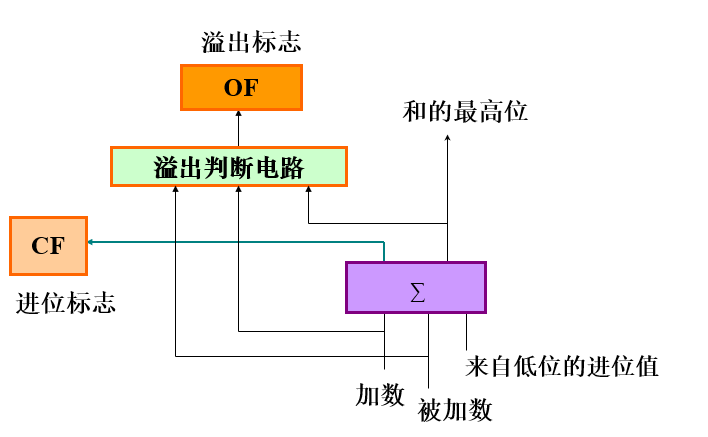 溢出标志
OF
和的最高位
溢出判断电路
CF
进位标志
∑
来自低位的进位值
加数
被加数